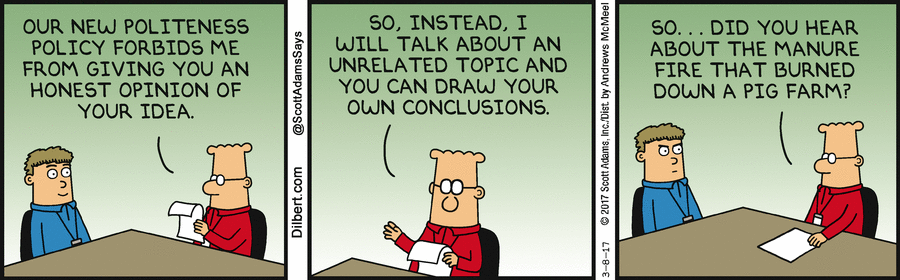 OUR NEW POLITENESS
POLICY FORBIDS ME
FROM GIVING YOU AN
HONEST OPINION OF
YOUR IDEA.
Dilbert.com @ScottAdamsSays
SO, INSTEAD, I
WILL TALK ABOUT AN
UNRELATED TOPIC AND
YOU CAN DRAW YOUR
OWN CONCLUSIONS.
3-8-17 © 2017 Scott Adams, Inc./Dist. by Andrews McMeel
SO... DID YOU HEAR
ABOUT THE MANURE
FIRE THAT BURNED
DOWN A PIG FARM?